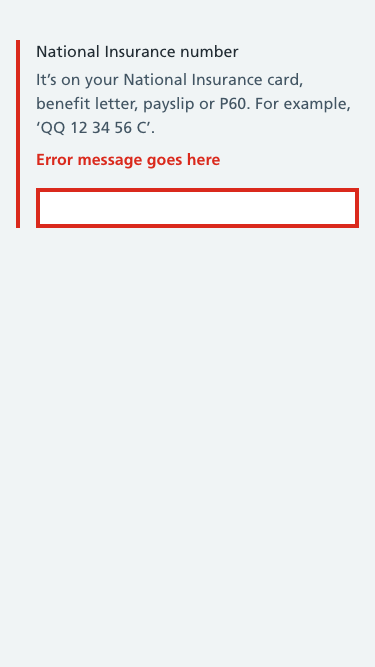 National Insurance number
It’s on your National Insurance card,
benefit letter, payslip or P60. For example,
‘QQ 12 34 56 C’.
Error message goes here